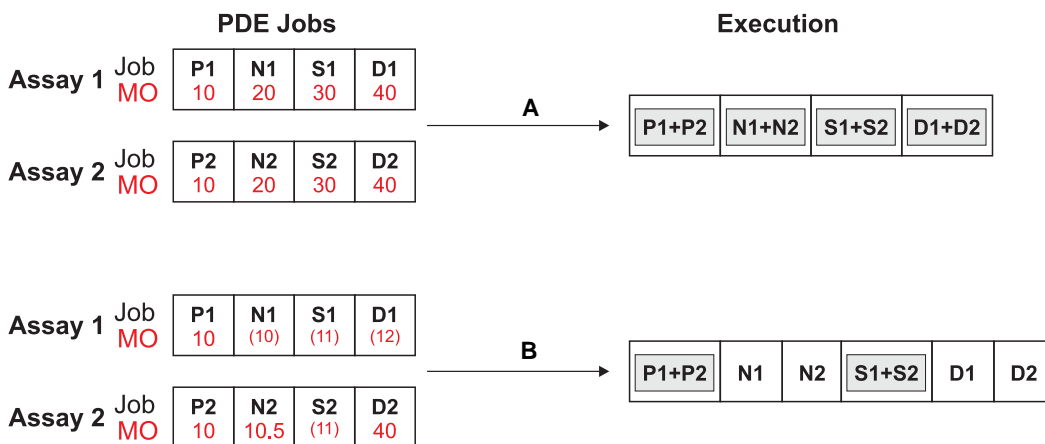 PDE Jobs Execution
Assay 1 Job P1 N1 S1 D1
MO 10 20 30 40
A
P1+P2 N1+N2 S1+S2 D1+D2
Assay 2 Job P2 N2 S2 D2
MO 10 20 30 40
Assay 1 Job P1 N1 S1 D1
MO 10 (10) (11) (12)
B
P1+P2 N1 N2 S1+S2 D1 D2
Assay 2 Job P2 N2 S2 D2
MO 10 10.5 (11) 40